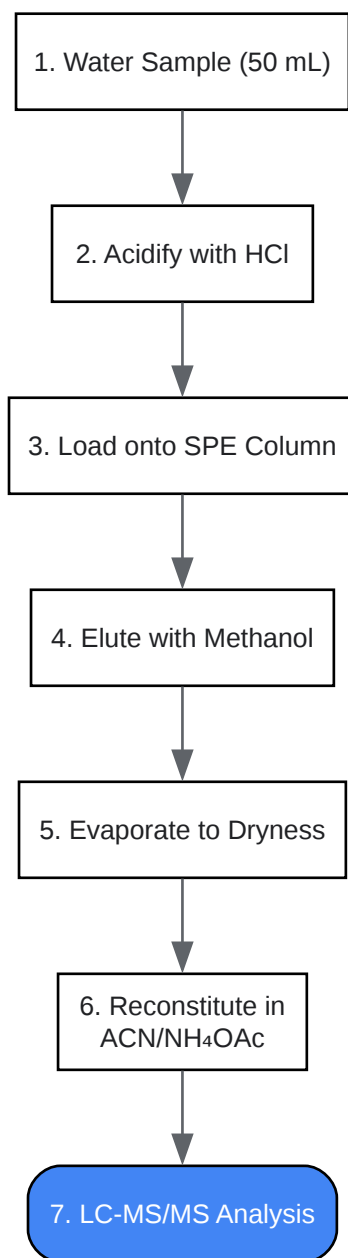 1. Water Sample (50 mL)
2. Acidify with HCl
3. Load onto SPE Column
4. Elute with Methanol
5. Evaporate to Dryness
6. Reconstitute in
ACN/NH₄OAc
7. LC-MS/MS Analysis